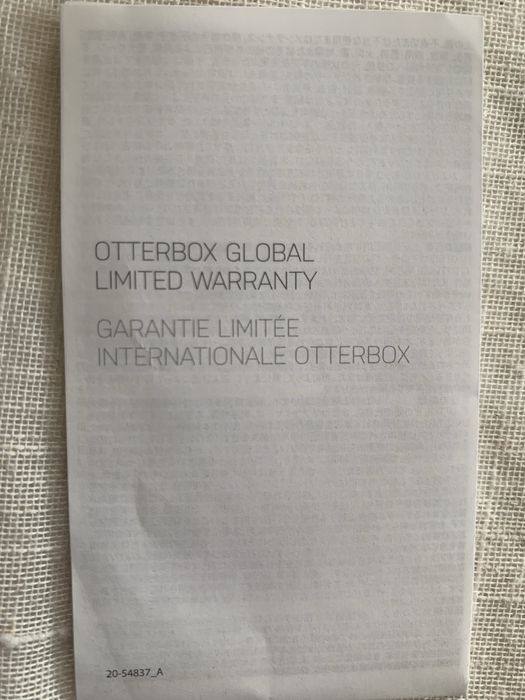 OTTERBOX GLOBAL
LIMITED WARRANTY
GARANTIE LIMITÉE
INTERNATIONALE OTTERBOX
20-54837_A